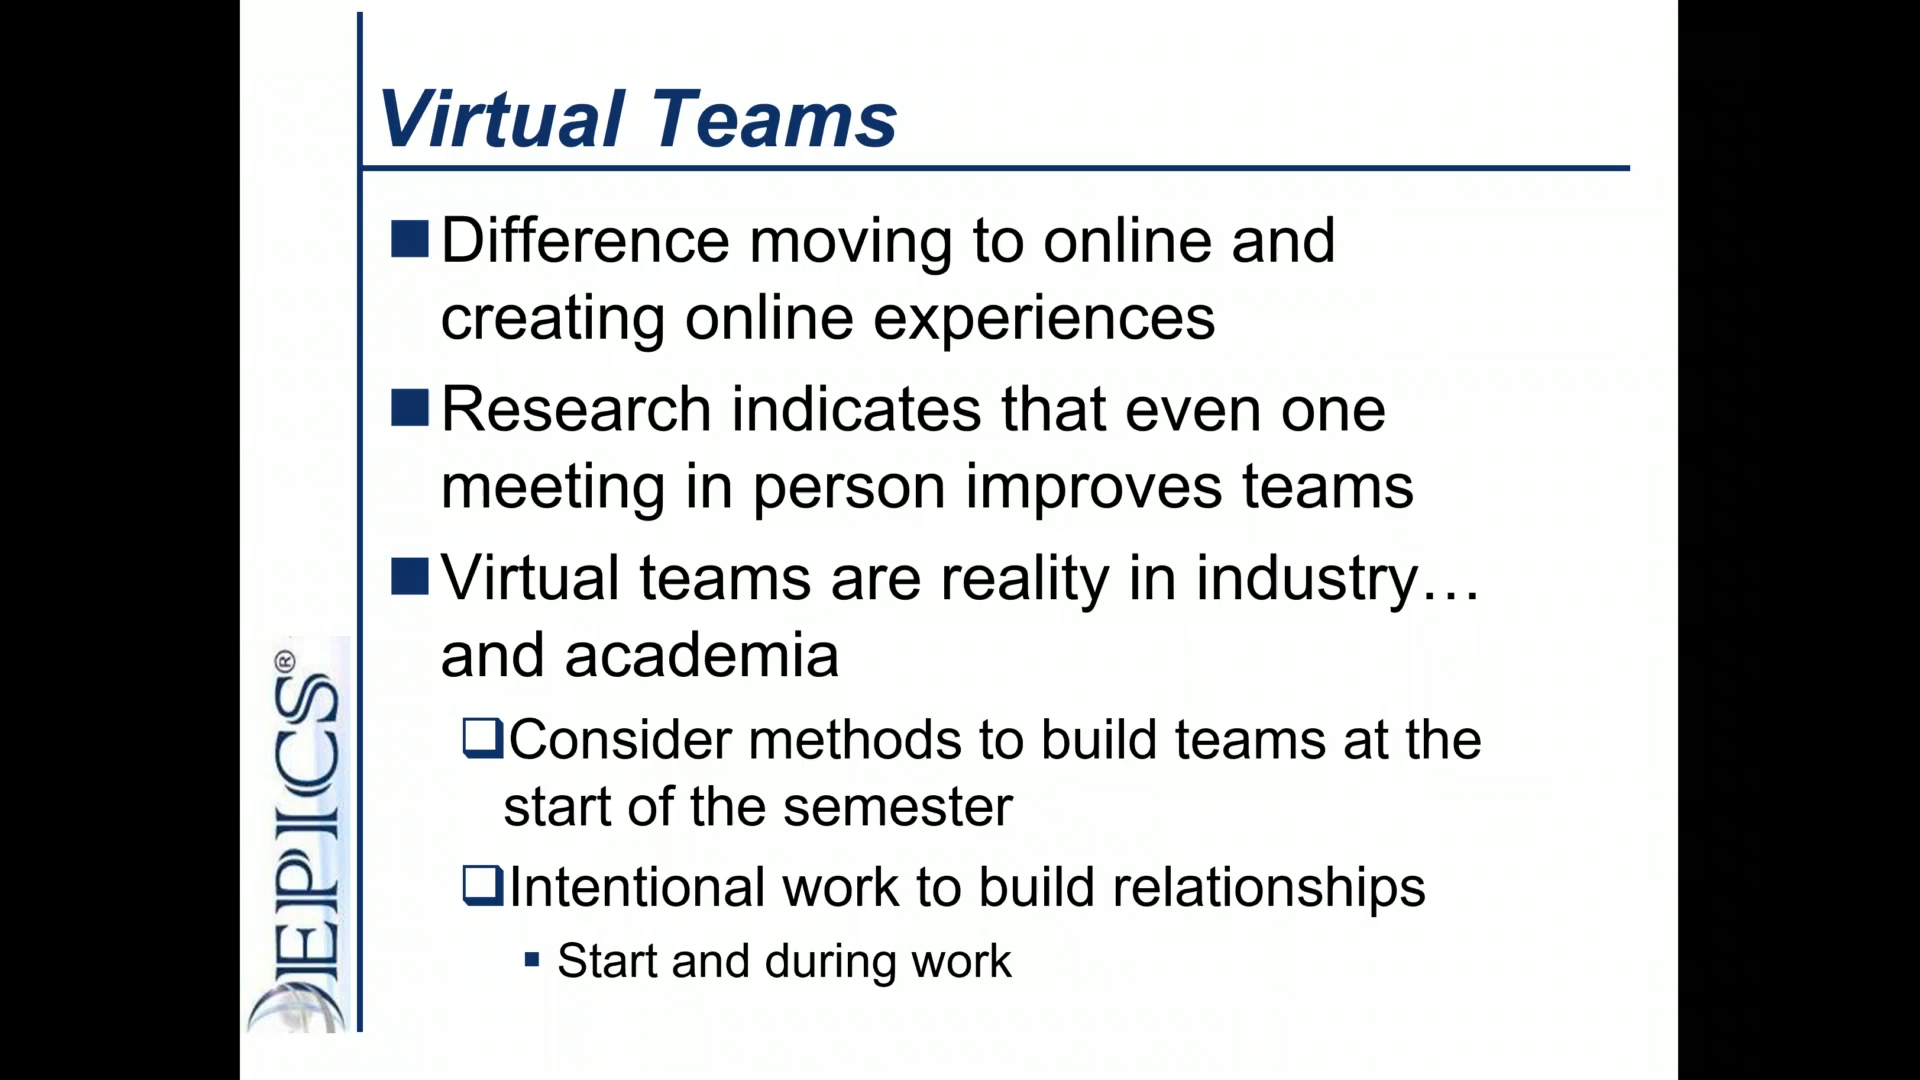 Virtual Teams
Difference moving to online and
creating online experiences
Research indicates that even one
meeting in person improves teams
Virtual teams are reality in industry…
and academia
Consider methods to build teams at the
start of the semester
Intentional work to build relationships
Start and during work
EPICS®